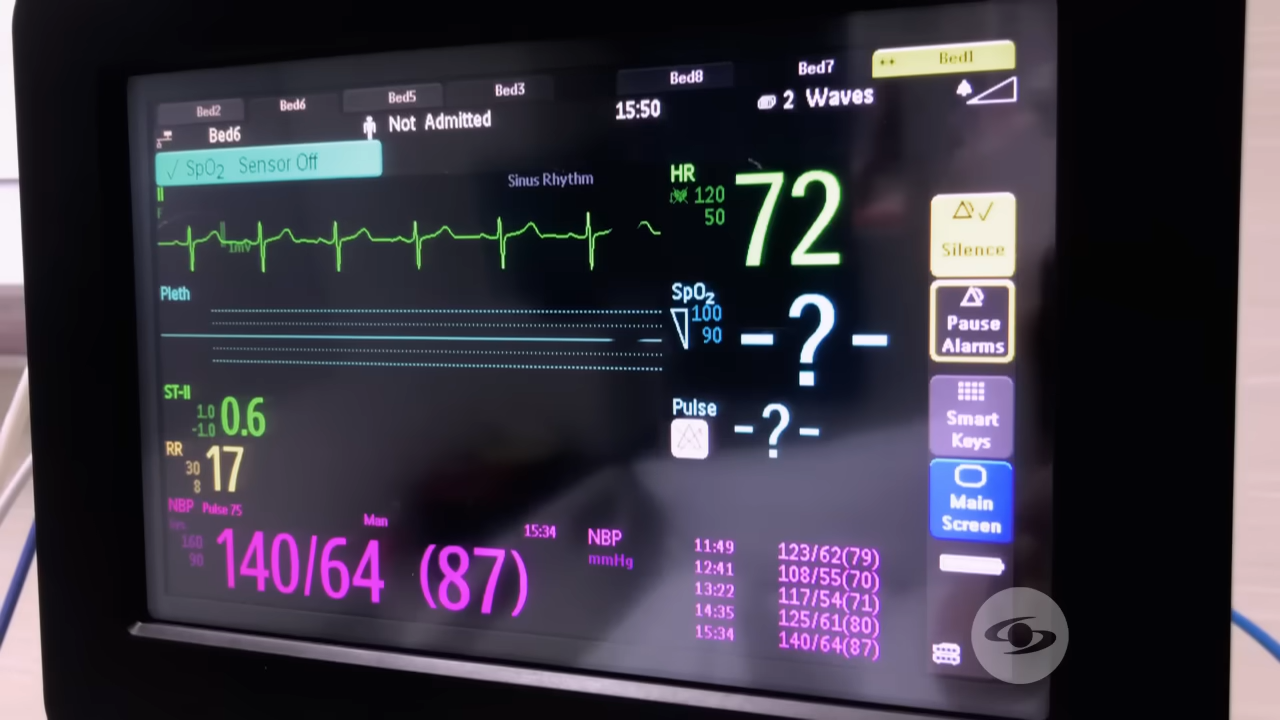 Bed2 Bed6 Bed5 Bed3 Bed8 Bed7 ++ Bed1
Bed6 Not Admitted 15:50 2 Waves
✓ SpO₂ Sensor Off
II
Sinus Rhythm
1mV
HR
120
50
72
Pleth
SpO₂
100
90
-?-
Pulse
-?-
ST-II
1.0
-1.0
0.6
RR
30
8
17
NBP Pulse 75 Man 15:34
160
90
140/64 (87)
NBP
mmHg
11:49 123/62(79)
12:41 108/55(70)
13:22 117/54(71)
14:35 125/61(80)
15:34 140/64(87)
Silence
Pause
Alarms
Smart
Keys
Main
Screen